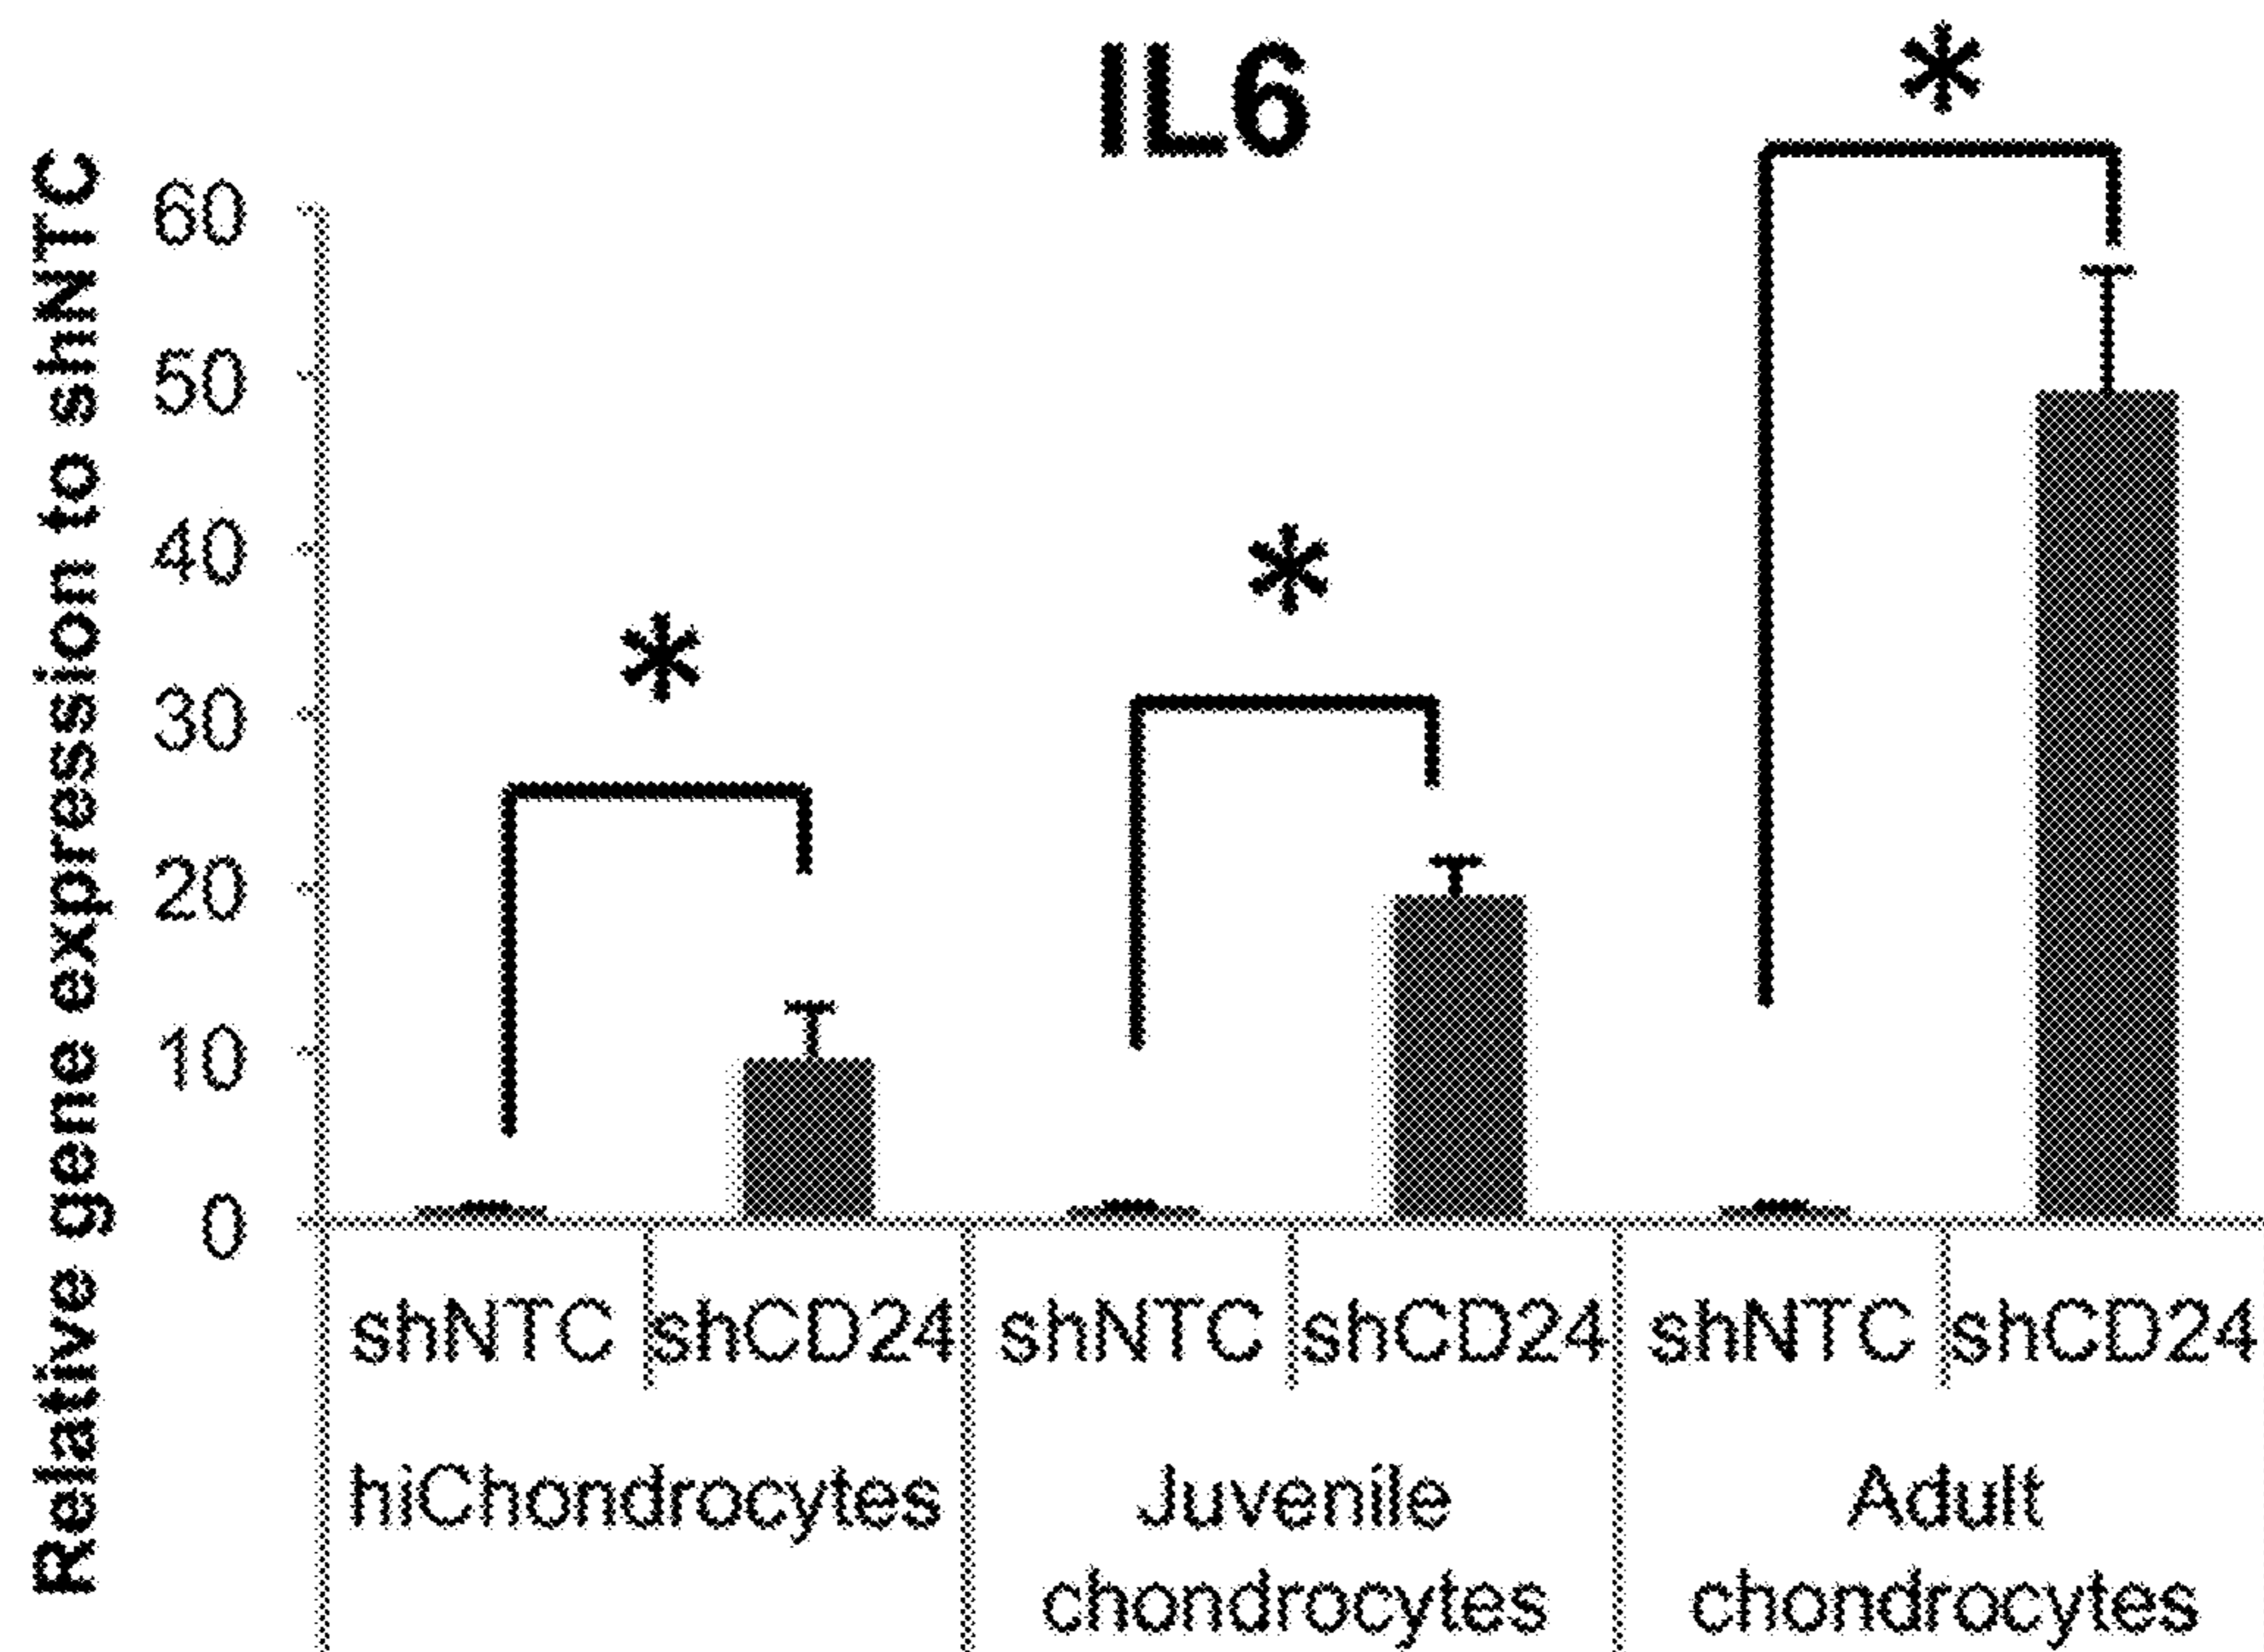 IL6
*
*
*
Relative gene expression to shNTC
60
50
40
30
20
10
0
shNTC shCD24 shNTC shCD24 shNTC shCD24
hiChondrocytes Juvenile Adult
chondrocytes chondrocytes